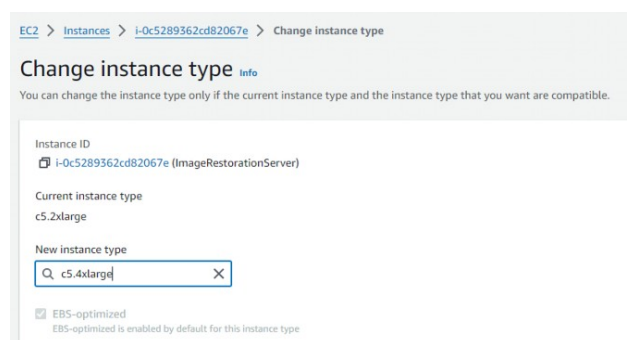 EC2 > Instances > i-0c5289362cd82067e > Change instance type
Change instance type Info
You can change the instance type only if the current instance type and the instance type that you want are compatible.
Instance ID
i-0c5289362cd82067e (ImageRestorationServer)
Current instance type
c5.2xlarge
New instance type
c5.4xlarge
EBS-optimized
EBS-optimized is enabled by default for this instance type